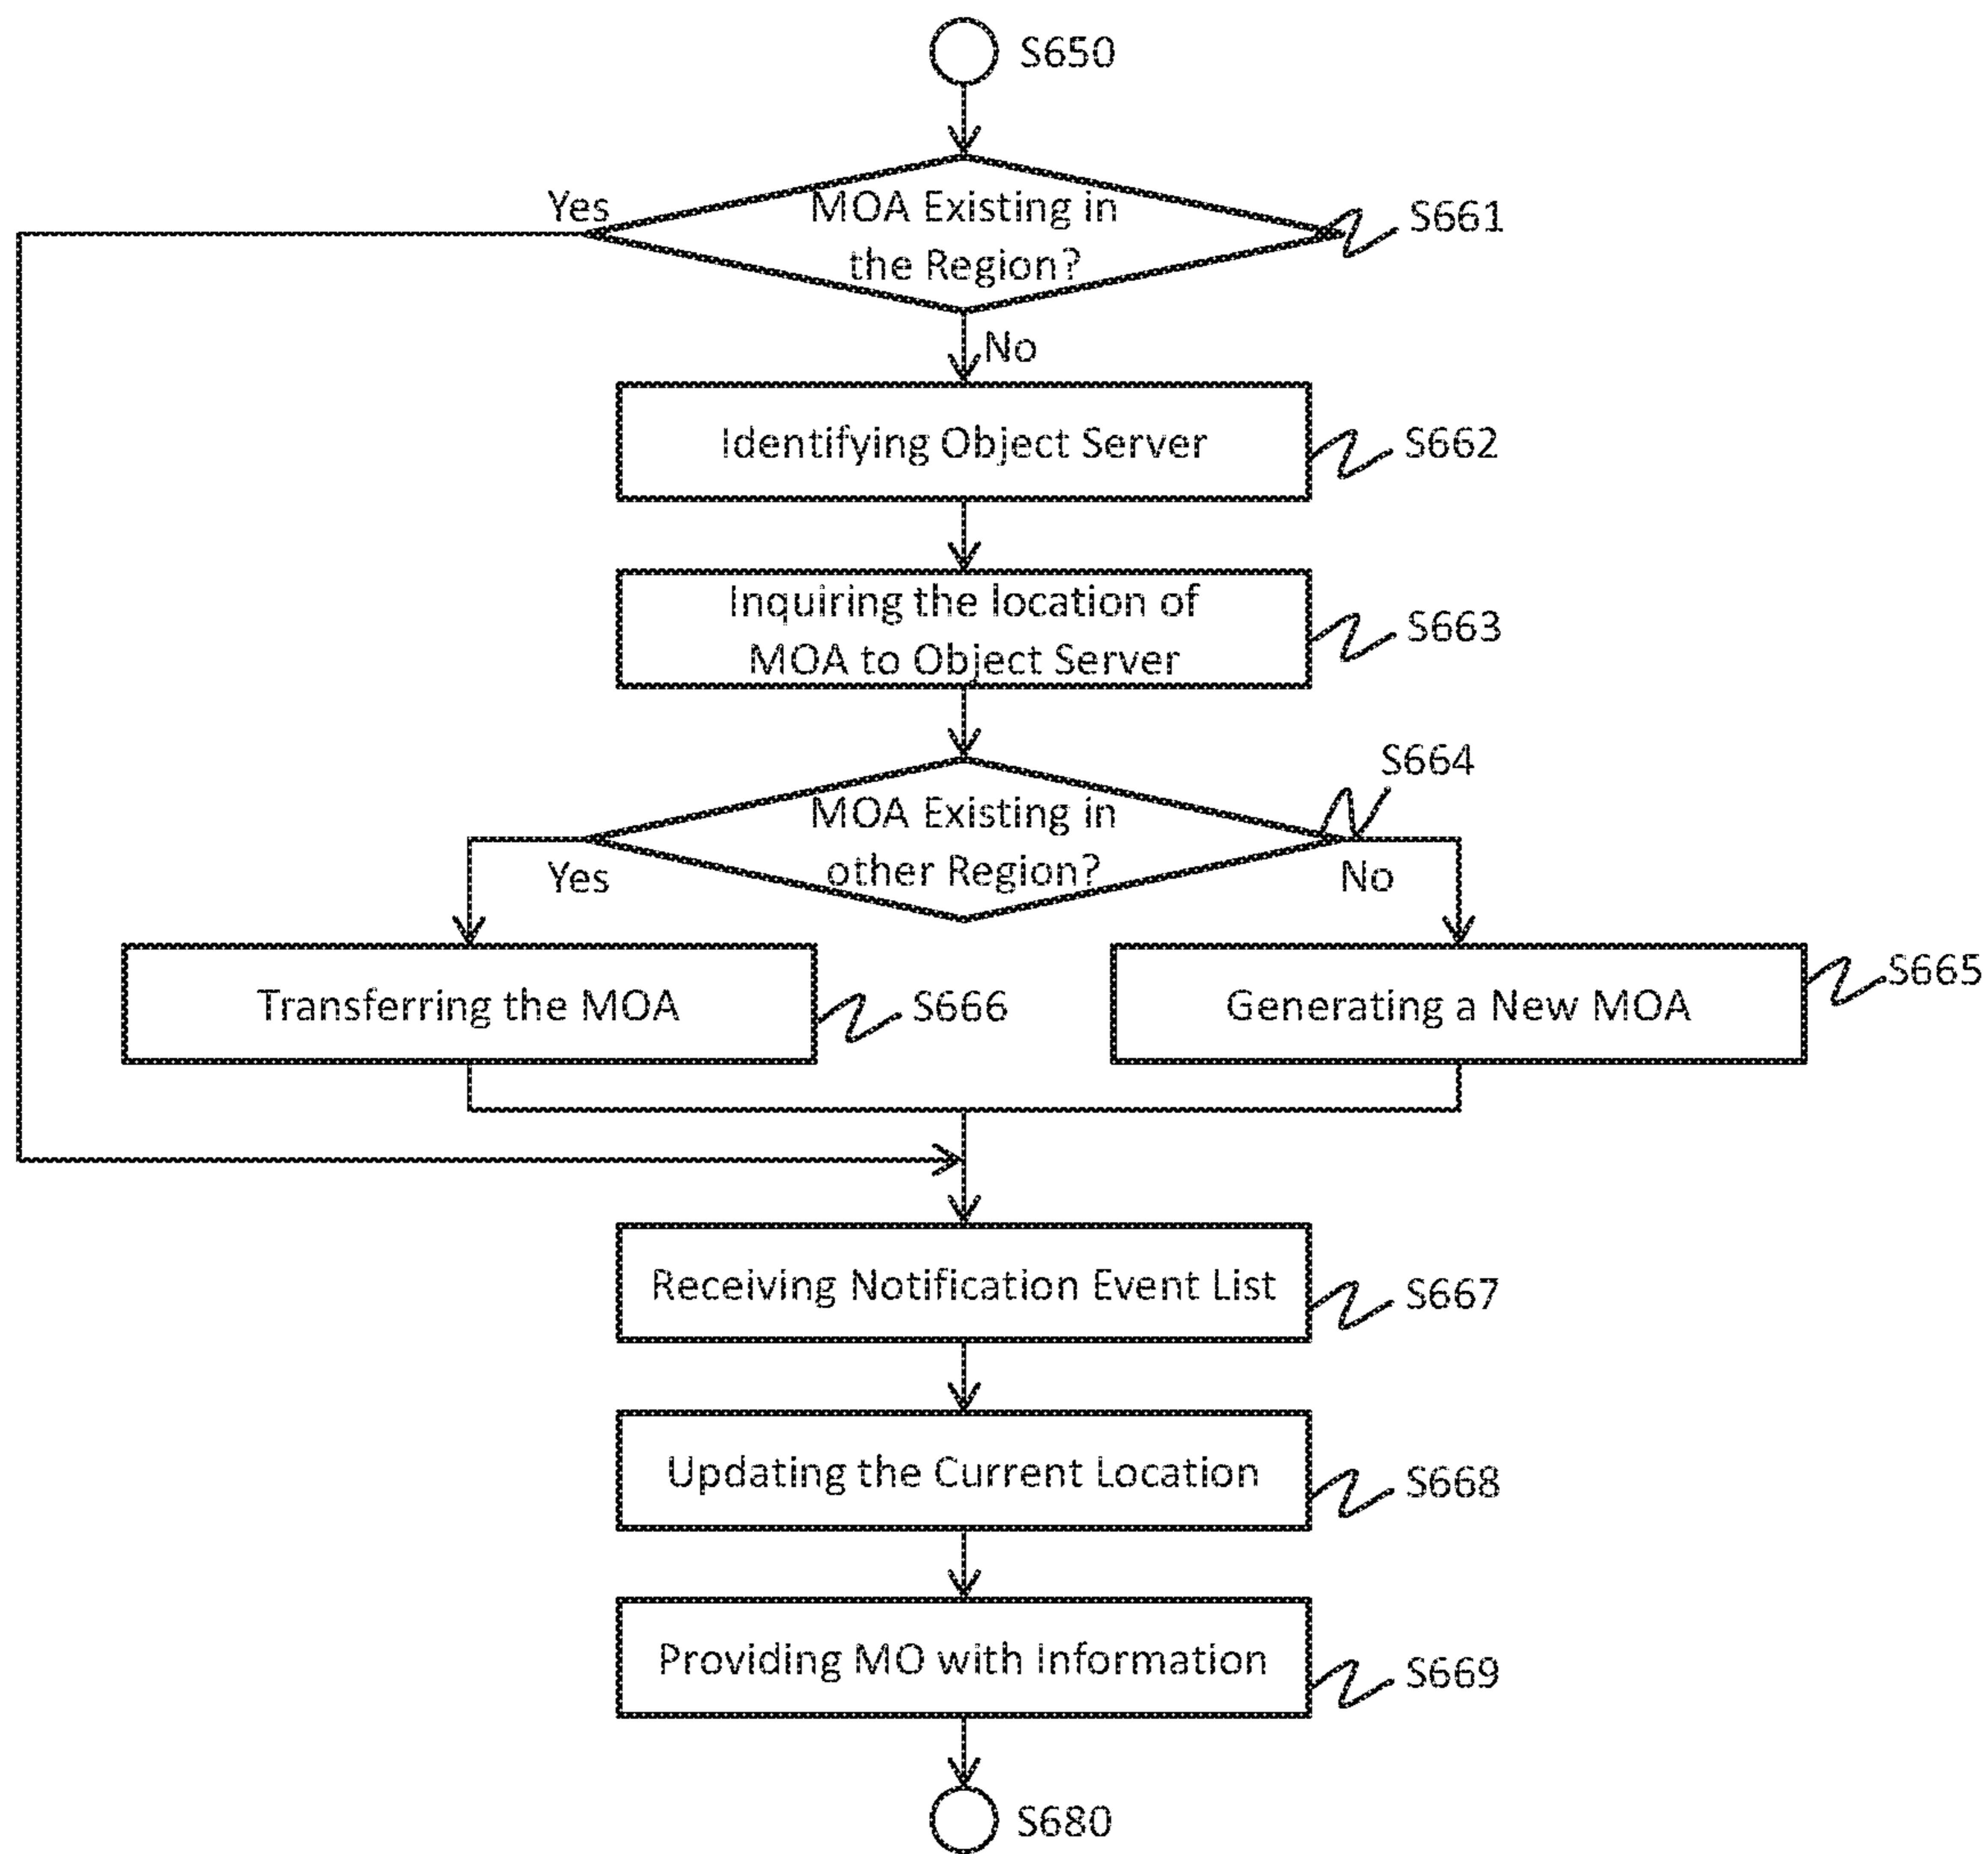 S650
Yes
MOA Existing in
the Region?
S661
No
Identifying Object Server
S662
Inquiring the location of
MOA to Object Server
S663
S664
MOA Existing in
other Region?
Yes
No
Transferring the MOA
S666
Generating a New MOA
S665
Receiving Notification Event List
S667
Updating the Current Location
S668
Providing MO with Information
S669
S680